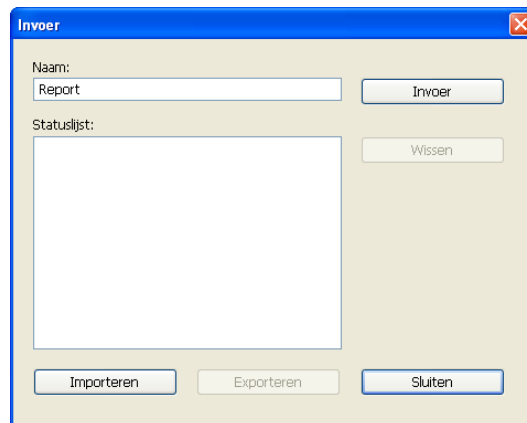 Invoer
Naam:
Report
Invoer
Statuslijst:
Wissen
Importeren
Exporteren
Sluiten